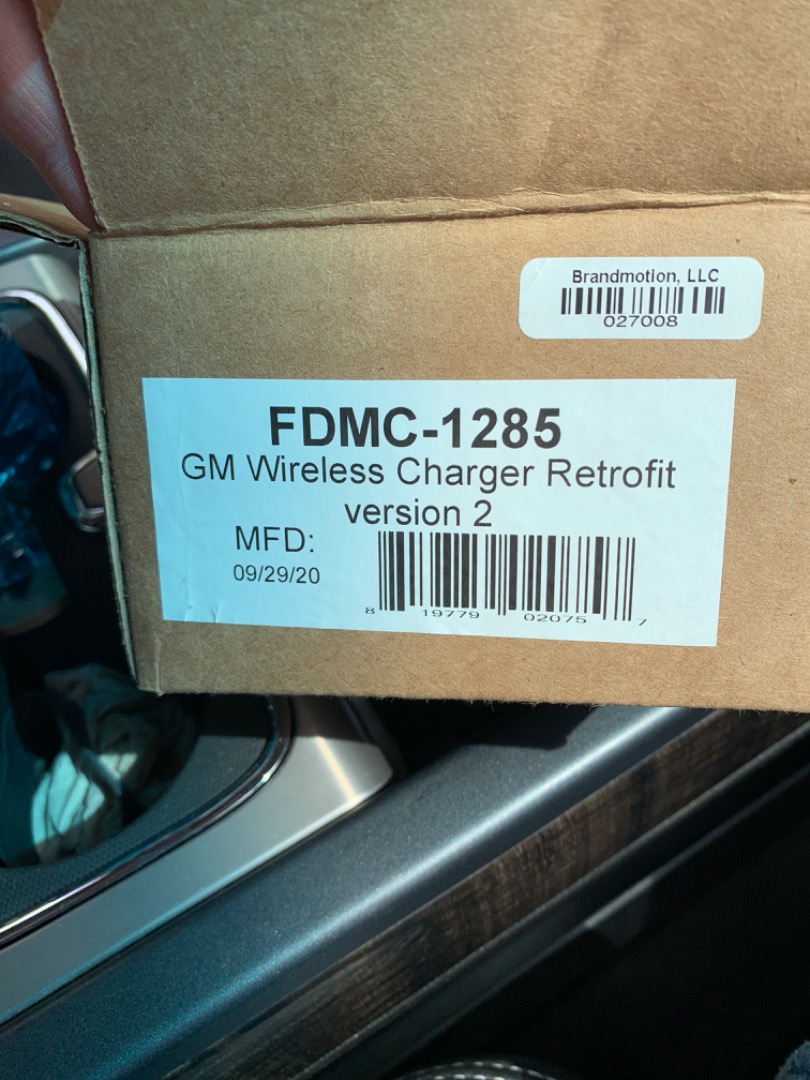 Brandmotion, LLC
027008
FDMC-1285
GM Wireless Charger Retrofit
version 2
MFD:
09/29/20
8 19779 02075 7